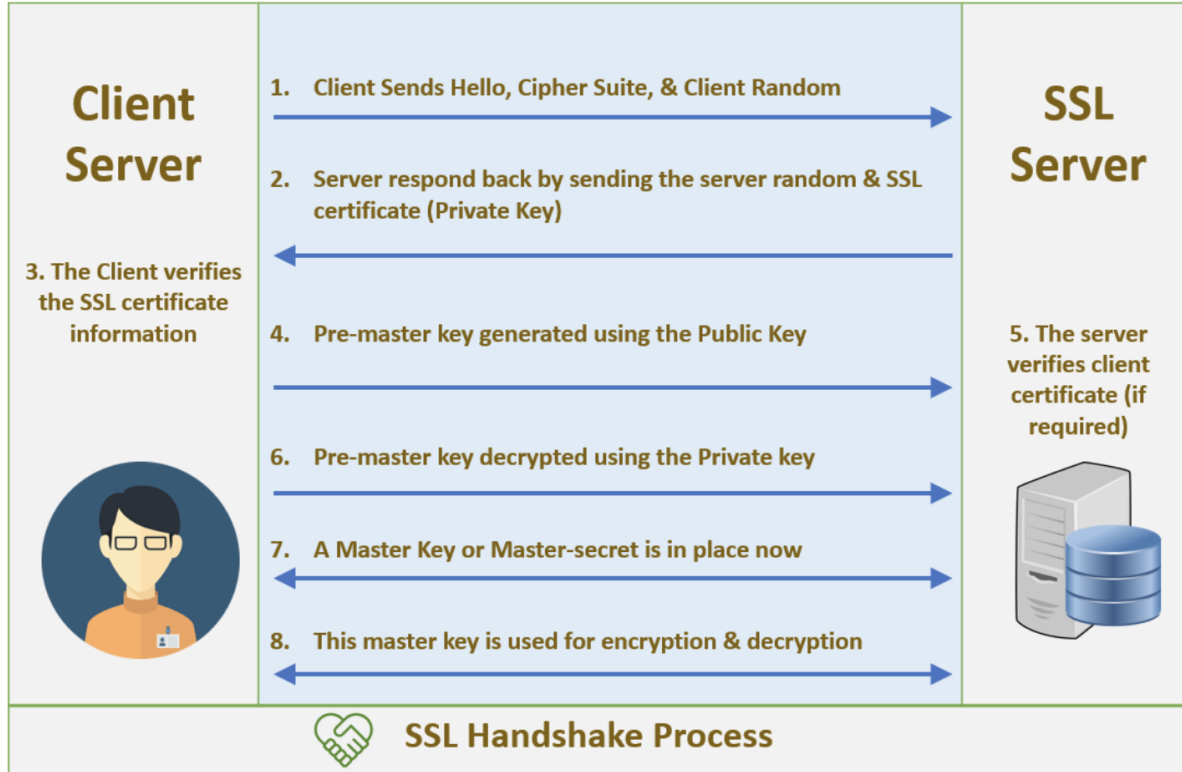 Client
Server
SSL
Server
1. Client Sends Hello, Cipher Suite, & Client Random
2. Server respond back by sending the server random & SSL
certificate (Private Key)
3. The Client verifies
the SSL certificate
information
4. Pre-master key generated using the Public Key
5. The server
verifies client
certificate (if
required)
6. Pre-master key decrypted using the Private key
7. A Master Key or Master-secret is in place now
8. This master key is used for encryption & decryption
SSL Handshake Process